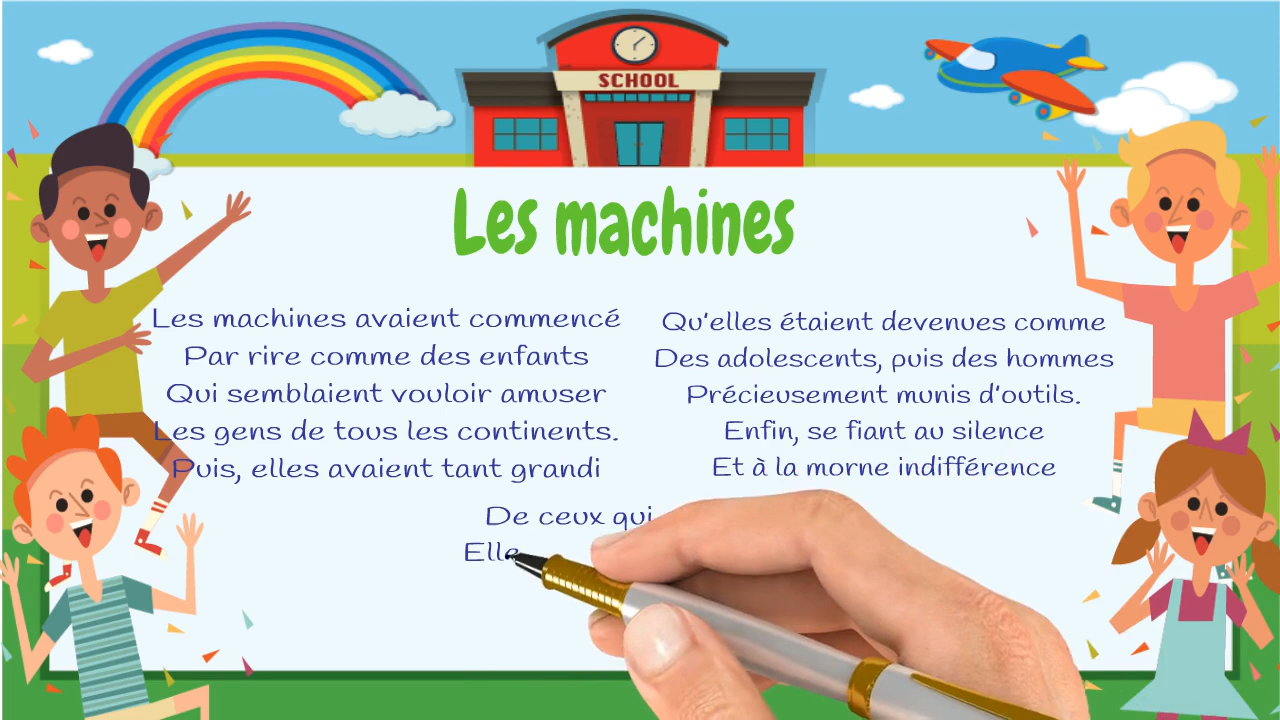 SCHOOL
Les machines
Les machines avaient commencé
Par rire comme des enfants
Qui semblaient vouloir amuser
Les gens de tous les continents.
Puis, elles avaient tant grandi
Qu'elles étaient devenues comme
Des adolescents, puis des hommes
Précieusement munis d'outils.
Enfin, se fiant au silence
Et à la morne indifférence
De ceux qui
Elle